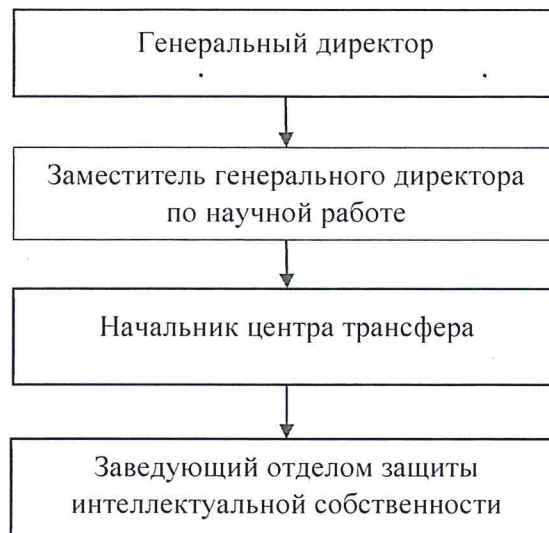 Генеральный директор
Заместитель генерального директора
по научной работе
Начальник центра трансфера
Заведующий отделом защиты
интеллектуальной собственности